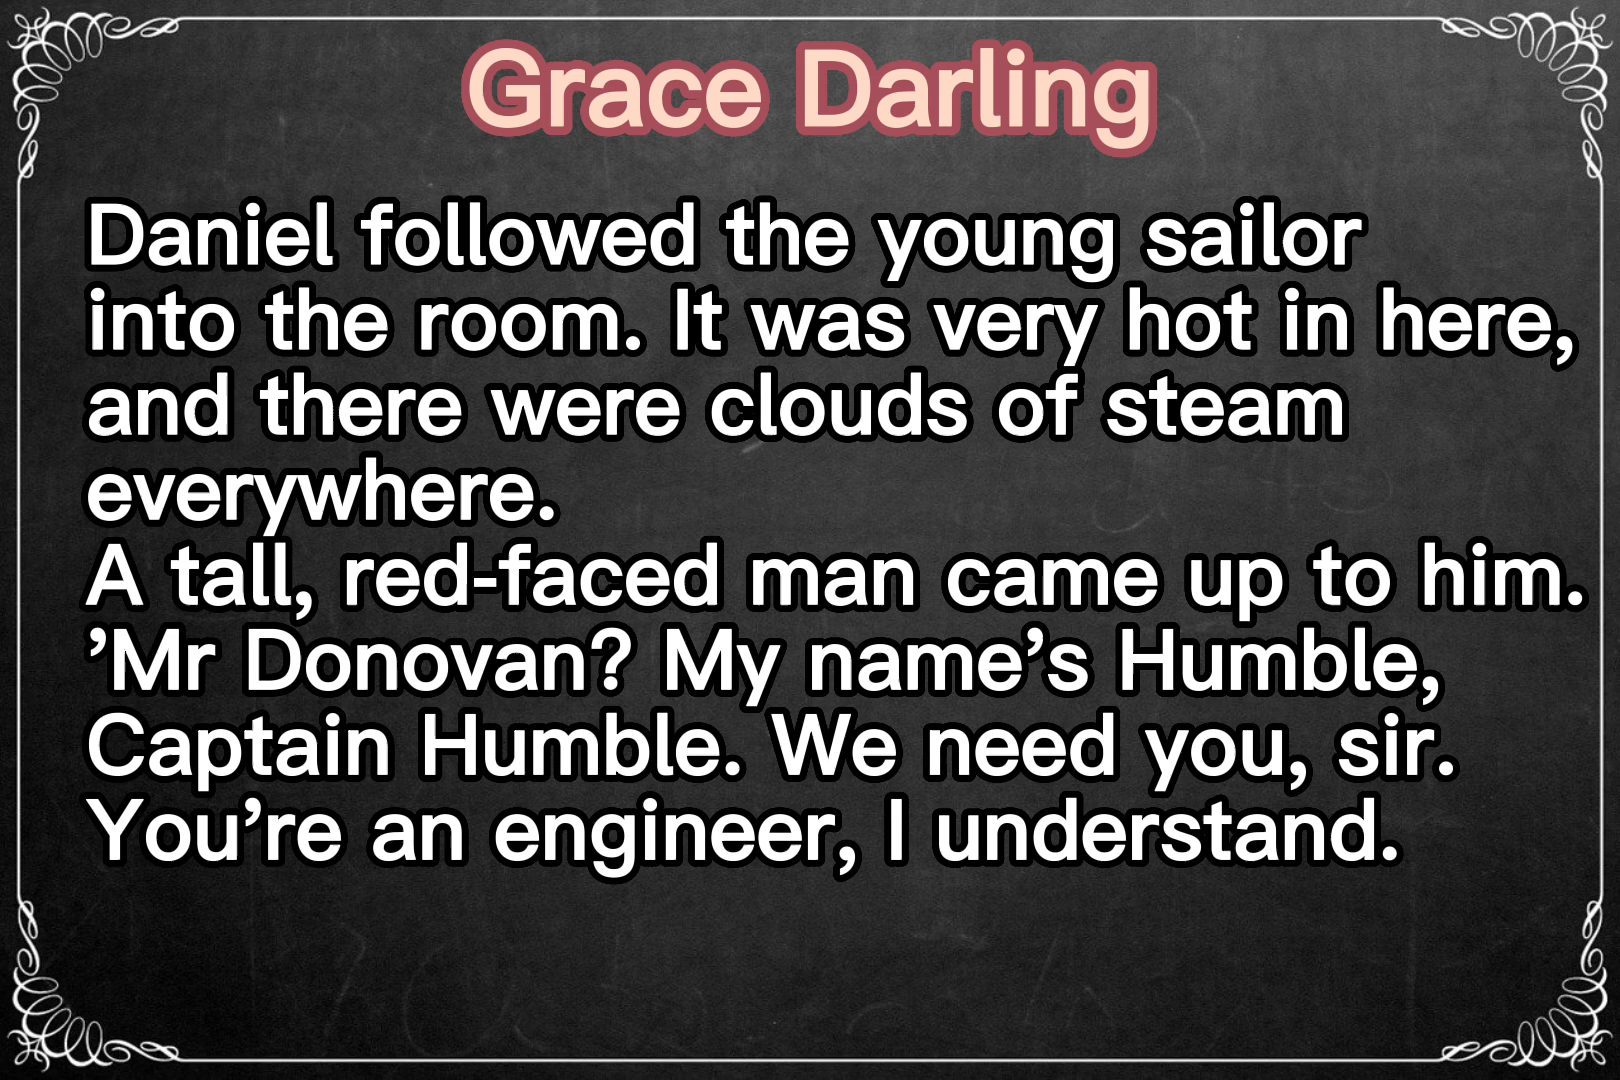 Grace Darling
Daniel followed the young sailor
into the room. It was very hot in here,
and there were clouds of steam
everywhere.
A tall, red-faced man came up to him.
’Mr Donovan? My name’s Humble,
Captain Humble. We need you, sir.
You’re an engineer, I understand.